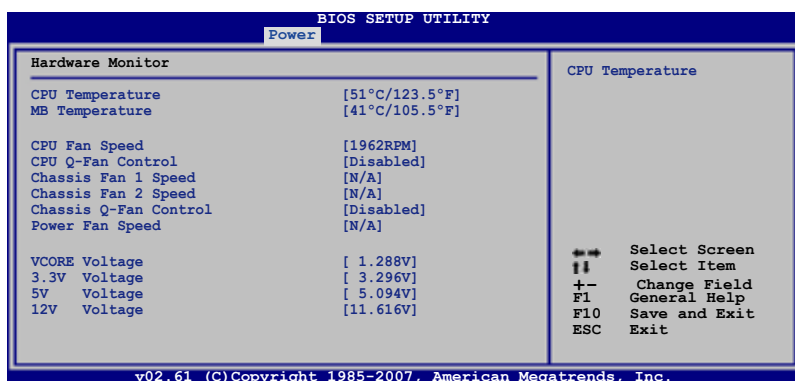 BIOS SETUP UTILITY
Power
Hardware Monitor
CPU Temperature [51°C/123.5°F]
MB Temperature [41°C/105.5°F]
CPU Fan Speed [1962RPM]
CPU Q-Fan Control [Disabled]
Chassis Fan 1 Speed [N/A]
Chassis Fan 2 Speed [N/A]
Chassis Q-Fan Control [Disabled]
Power Fan Speed [N/A]
VCORE Voltage [ 1.288V]
3.3V Voltage [ 3.296V]
5V Voltage [ 5.094V]
12V Voltage [11.616V]
CPU Temperature
←→ Select Screen
↑↓ Select Item
+- Change Field
F1 General Help
F10 Save and Exit
ESC Exit
v02.61 (C)Copyright 1985-2007, American Megatrends, Inc.